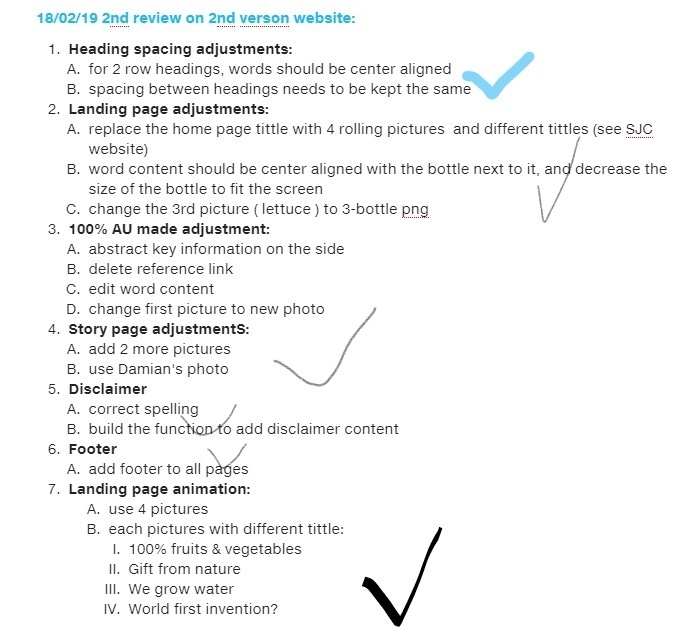 18/02/19 2nd review on 2nd verson website:
1. Heading spacing adjustments:
A. for 2 row headings, words should be center aligned
B. spacing between headings needs to be kept the same
2. Landing page adjustments:
A. replace the home page tittle with 4 rolling pictures and different tittles (see SJC
website)
B. word content should be center aligned with the bottle next to it, and decrease the
size of the bottle to fit the screen
C. change the 3rd picture ( lettuce ) to 3-bottle png
3. 100% AU made adjustment:
A. abstract key information on the side
B. delete reference link
C. edit word content
D. change first picture to new photo
4. Story page adjustmentS:
A. add 2 more pictures
B. use Damian's photo
5. Disclaimer
A. correct spelling
B. build the function to add disclaimer content
6. Footer
A. add footer to all pages
7. Landing page animation:
A. use 4 pictures
B. each pictures with different tittle:
I. 100% fruits & vegetables
II. Gift from nature
III. We grow water
IV. World first invention?